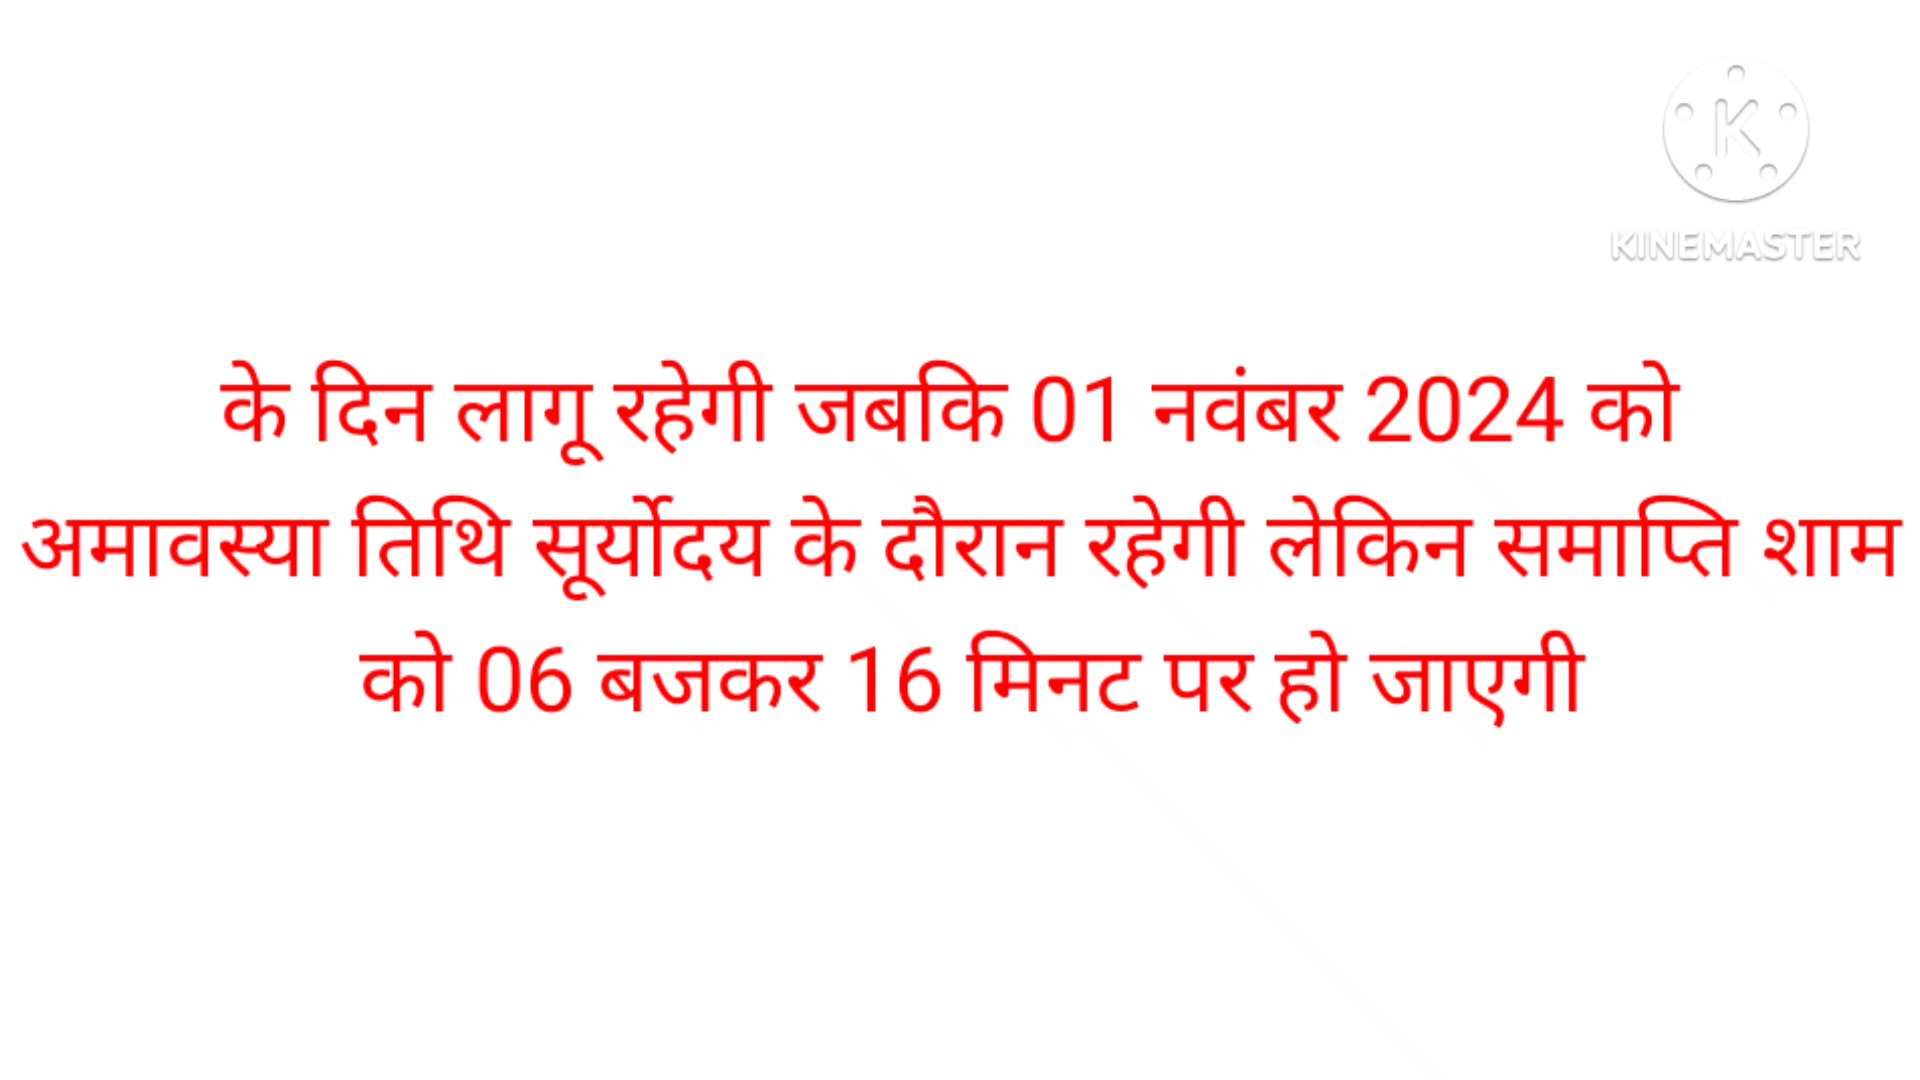 KINEMASTER
के दिन लागू रहेगी जबकि 01 नवंबर 2024 को
अमावस्या तिथि सूर्योदय के दौरान रहेगी लेकिन समाप्ति शाम
को 06 बजकर 16 मिनट पर हो जाएगी